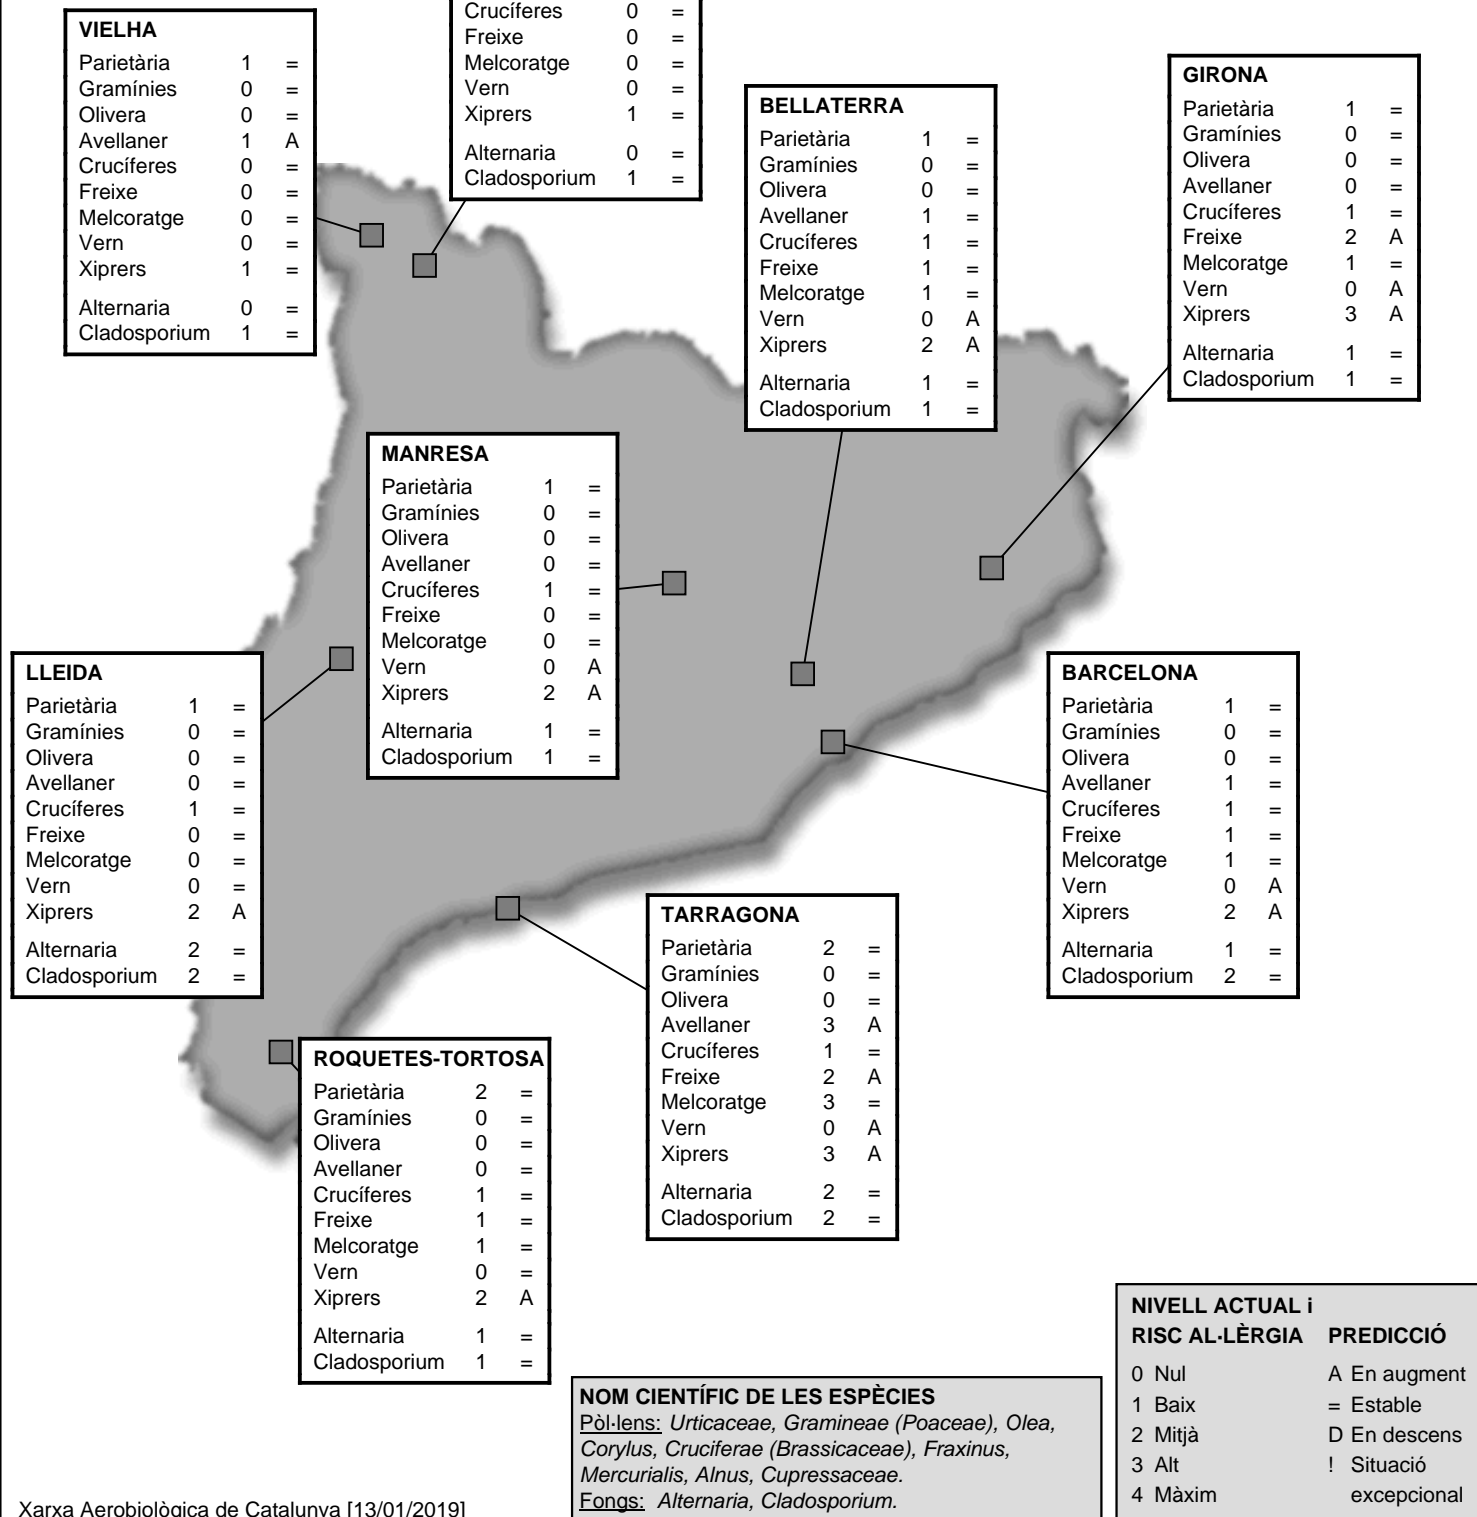 Crucíferes 0 =
Freixe 0 =
Melcoratge 0 =
Vern 0 =
Xiprers 1 =
Alternaria 0 =
Cladosporium 1 =
VIELHA
Parietària 1 =
Gramínies 0 =
Olivera 0 =
Avellaner 1 A
Crucíferes 0 =
Freixe 0 =
Melcoratge 0 =
Vern 0 =
Xiprers 1 =
Alternaria 0 =
Cladosporium 1 =
GIRONA
Parietària 1 =
Gramínies 0 =
Olivera 0 =
Avellaner 0 =
Crucíferes 1 =
Freixe 2 A
Melcoratge 1 =
Vern 0 A
Xiprers 3 A
Alternaria 1 =
Cladosporium 1 =
BELLATERRA
Parietària 1 =
Gramínies 0 =
Olivera 0 =
Avellaner 1 =
Crucíferes 1 =
Freixe 1 =
Melcoratge 1 =
Vern 0 A
Xiprers 2 A
Alternaria 1 =
Cladosporium 1 =
MANRESA
Parietària 1 =
Gramínies 0 =
Olivera 0 =
Avellaner 0 =
Crucíferes 1 =
Freixe 0 =
Melcoratge 0 =
Vern 0 A
Xiprers 2 A
Alternaria 1 =
Cladosporium 1 =
LLEIDA
Parietària 1 =
Gramínies 0 =
Olivera 0 =
Avellaner 0 =
Crucíferes 1 =
Freixe 0 =
Melcoratge 0 =
Vern 0 =
Xiprers 2 A
Alternaria 2 =
Cladosporium 2 =
BARCELONA
Parietària 1 =
Gramínies 0 =
Olivera 0 =
Avellaner 1 =
Crucíferes 1 =
Freixe 1 =
Melcoratge 1 =
Vern 0 A
Xiprers 2 A
Alternaria 1 =
Cladosporium 2 =
TARRAGONA
Parietària 2 =
Gramínies 0 =
Olivera 0 =
Avellaner 3 A
Crucíferes 1 =
Freixe 2 A
Melcoratge 3 =
Vern 0 A
Xiprers 3 A
Alternaria 2 =
Cladosporium 2 =
ROQUETES-TORTOSA
Parietària 2 =
Gramínies 0 =
Olivera 0 =
Avellaner 0 =
Crucíferes 1 =
Freixe 1 =
Melcoratge 1 =
Vern 0 =
Xiprers 2 A
Alternaria 1 =
Cladosporium 1 =
NIVELL ACTUAL i
RISC AL·LÈRGIA PREDICCIÓ
0 Nul A En augment
1 Baix = Estable
2 Mitjà D En descens
3 Alt ! Situació
4 Màxim excepcional
NOM CIENTÍFIC DE LES ESPÈCIES
Pòl·lens: Urticaceae, Gramineae (Poaceae), Olea,
Corylus, Cruciferae (Brassicaceae), Fraxinus,
Mercurialis, Alnus, Cupressaceae.
Fongs: Alternaria, Cladosporium.
Xarxa Aerobiològica de Catalunya [13/01/2019]